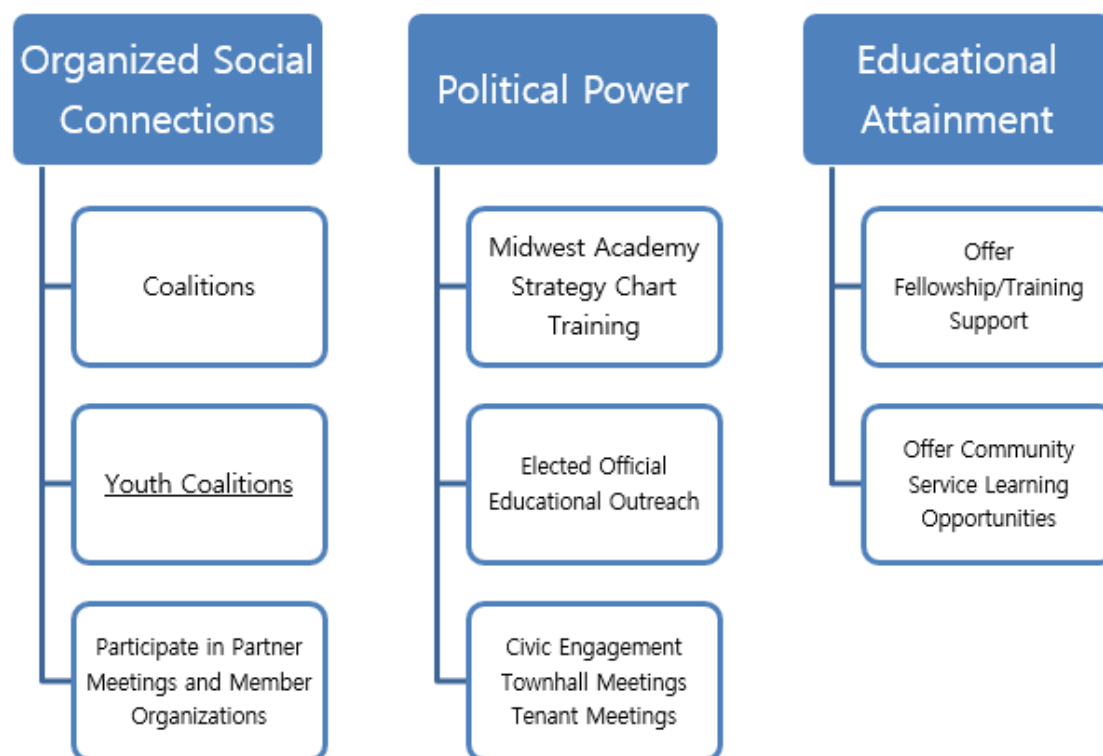 Organized Social
Connections
Coalitions
Youth Coalitions
Participate in Partner
Meetings and Member
Organizations
Political Power
Midwest Academy
Strategy Chart
Training
Elected Official
Educational Outreach
Civic Engagement
Townhall Meetings
Tenant Meetings
Educational
Attainment
Offer
Fellowship/Training
Support
Offer Community
Service Learning
Opportunities